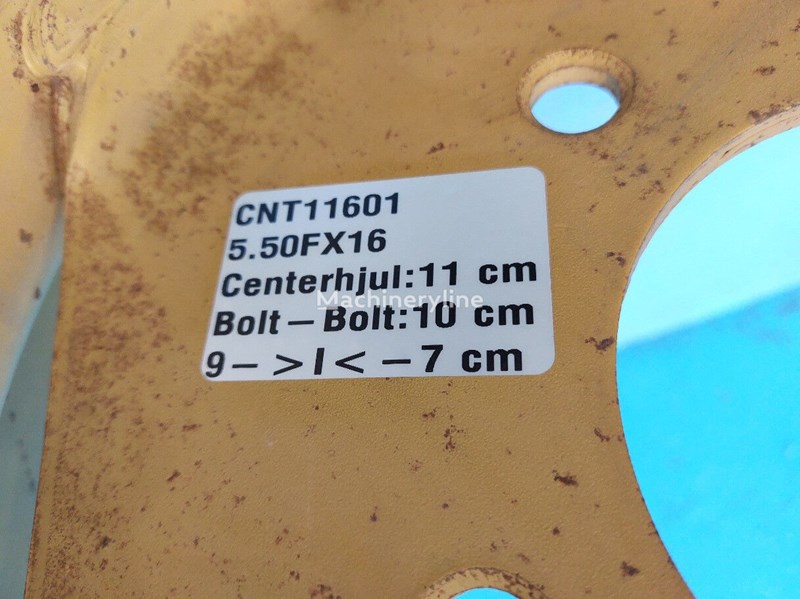 CNT11601
5.50FX16
Centerhjul:11 cm
Machineryline
Bolt – Bolt:10 cm
9– >I< –7 cm